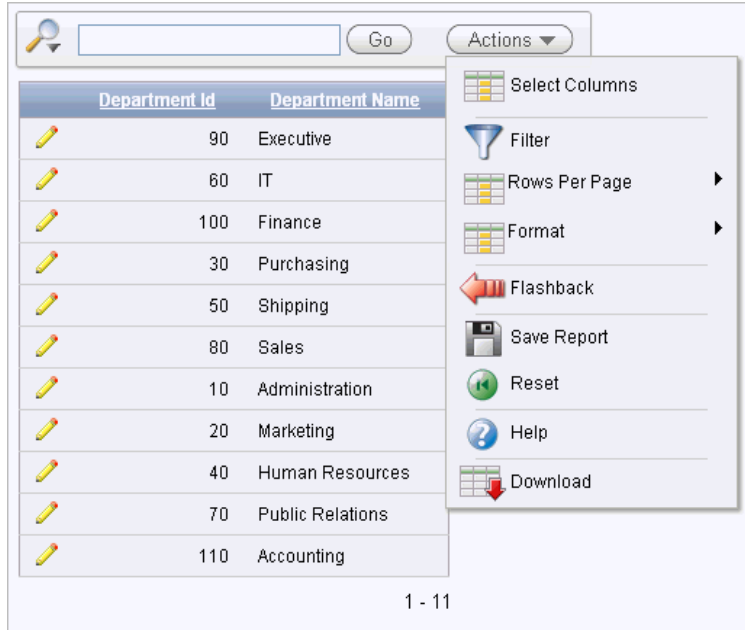 Go
Actions
Department Id Department Name
90 Executive
60 IT
100 Finance
30 Purchasing
50 Shipping
80 Sales
10 Administration
20 Marketing
40 Human Resources
70 Public Relations
110 Accounting
1 - 11
Select Columns
Filter
Rows Per Page
Format
Flashback
Save Report
Reset
Help
Download